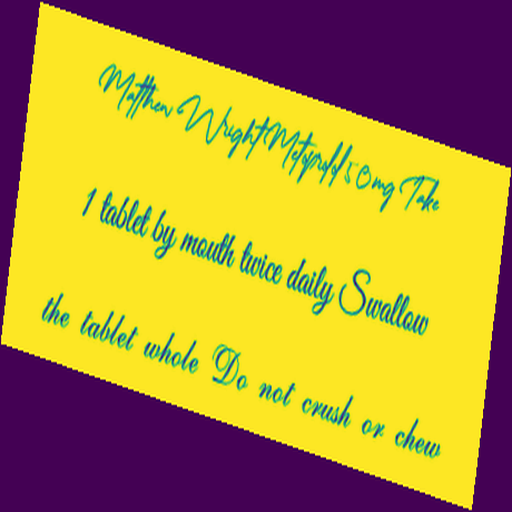 Matthew Wright Metoprolol 50mg Take
1 tablet by mouth twice daily Swallow
the tablet whole Do not crush or chew